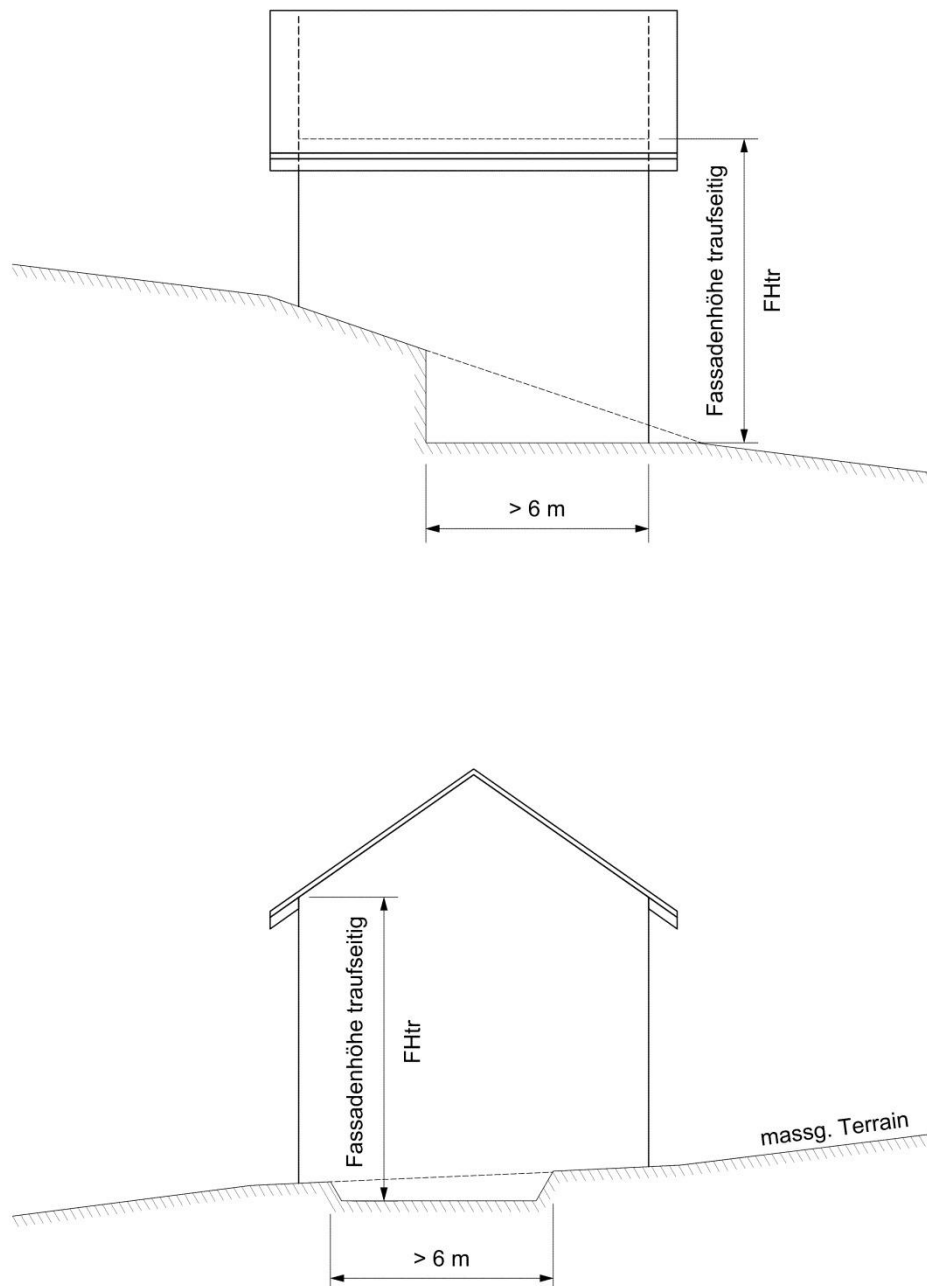 Fassadenhöhe traufseitig
FHtr
> 6 m
Fassadenhöhe traufseitig
FHtr
massg. Terrain
> 6 m